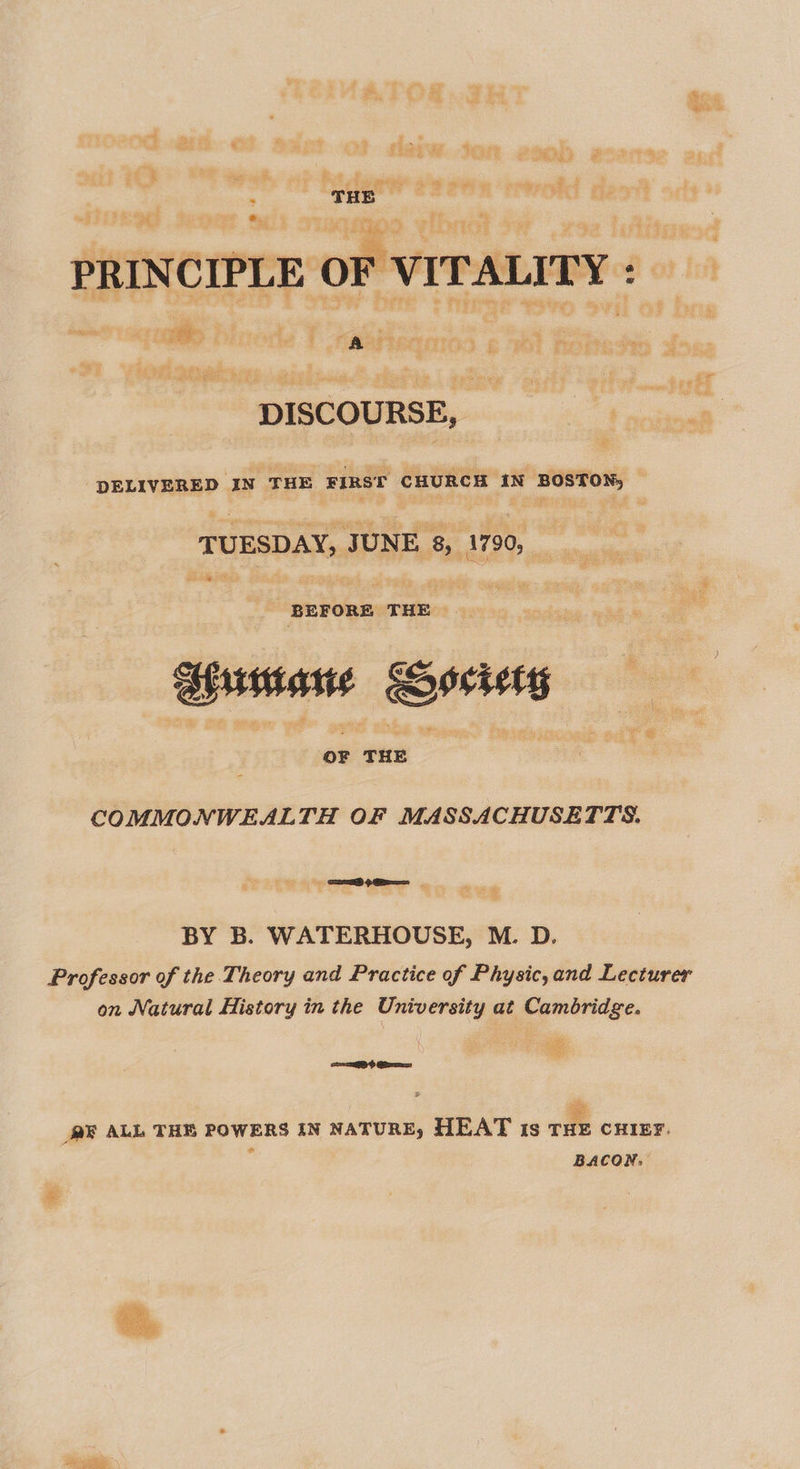 THE
PRINCIPLE OF VITALITY :
A
DISCOURSE,
DELIVERED IN THE FIRST CHURCH IN BOSTON,
TUESDAY, JUNE 8, 1790,
BEFORE THE
Humane Society
OF THE
COMMONWEALTH OF MASSACHUSETTS.
BY B. WATERHOUSE, M. D.
Professor of the Theory and Practice of Physic, and Lecturer
on Natural History in the University at Cambridge.
OF ALL THE POWERS IN NATURE, HEAT IS THE CHIEF.
BACON.